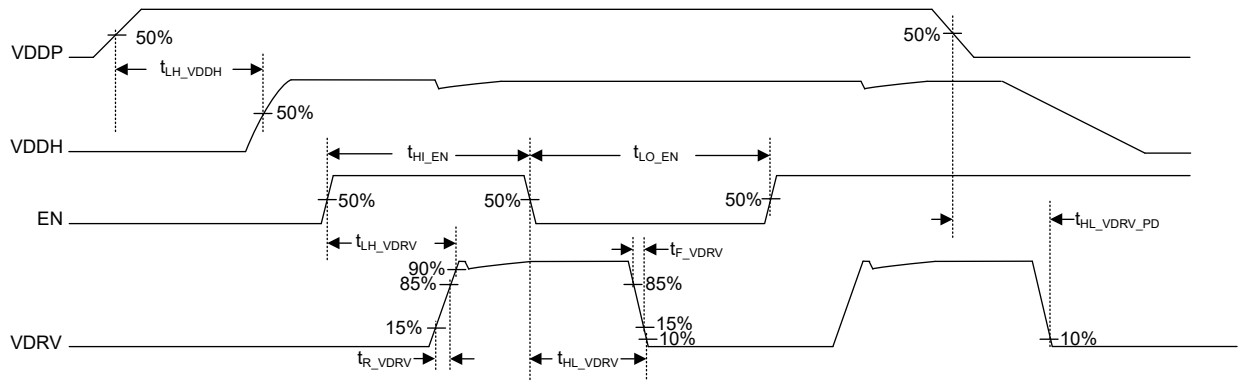 VDDP
50%
50%
tLH_VDDH
VDDH
50%
tHI_EN
tLO_EN
EN
50%
50%
50%
tHL_VDRV_PD
tLH_VDRV
tF_VDRV
90%
85%
85%
VDRV
15%
15%
10%
10%
tR_VDRV
tHL_VDRV